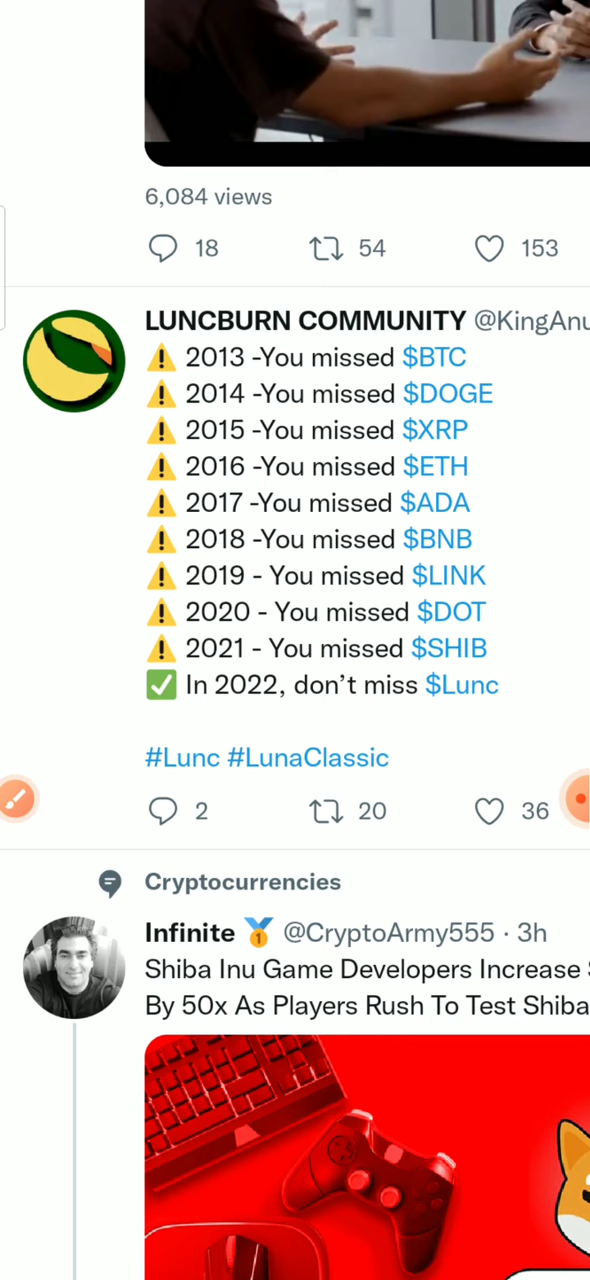 6,084 views
18 54 153
LUNCBURN COMMUNITY @KingAnu
⚠️ 2013 -You missed $BTC
⚠️ 2014 -You missed $DOGE
⚠️ 2015 -You missed $XRP
⚠️ 2016 -You missed $ETH
⚠️ 2017 -You missed $ADA
⚠️ 2018 -You missed $BNB
⚠️ 2019 - You missed $LINK
⚠️ 2020 - You missed $DOT
⚠️ 2021 - You missed $SHIB
✅ In 2022, don’t miss $Lunc
#Lunc #LunaClassic
2 20 36
Cryptocurrencies
Infinite 🏅 @CryptoArmy555 · 3h
Shiba Inu Game Developers Increase
By 50x As Players Rush To Test Shiba